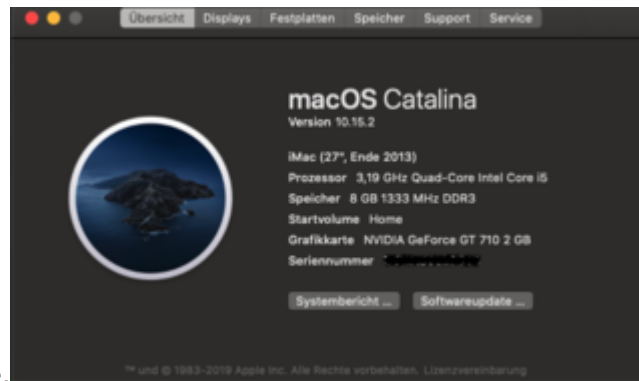 Übersicht Displays Festplatten Speicher Support Service
macOS Catalina
Version 10.15.2
iMac (27", Ende 2013)
Prozessor 3,19 GHz Quad-Core Intel Core i5
Speicher 8 GB 1333 MHz DDR3
Startvolume Home
Grafikkarte NVIDIA GeForce GT 710 2 GB
Seriennummer
Systembericht ... Softwareupdate ...
™ und © 1983-2019 Apple Inc. Alle Rechte vorbehalten. Lizenzvereinbarung